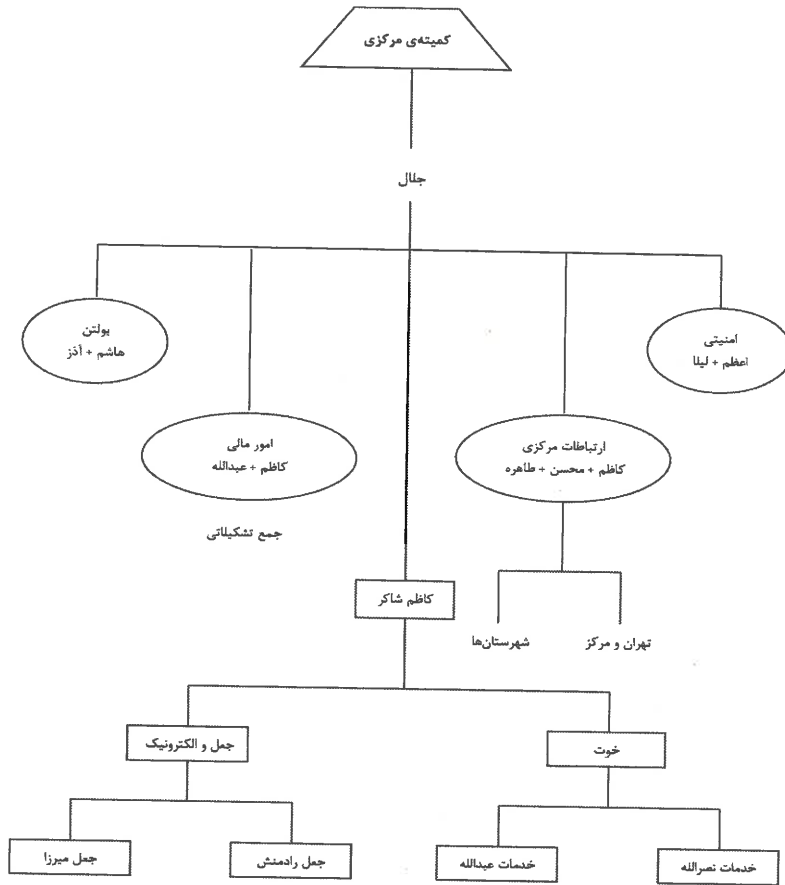 کمیته‌ی مرکزی
جلال
امنیتی
اعظم + لیلا
بولتن
هاشم + آذر
ارتباطات مرکزی
کاظم + محسن + طاهره
امور مالی
کاظم + عبدالله
جمع تشکیلاتی
کاظم شاکر
تهران و مرکز
شهرستان‌ها
خوت
جعل و الکترونیک
خدمات نصرالله
خدمات عبدالله
جعل رادمنش
جعل میرزا